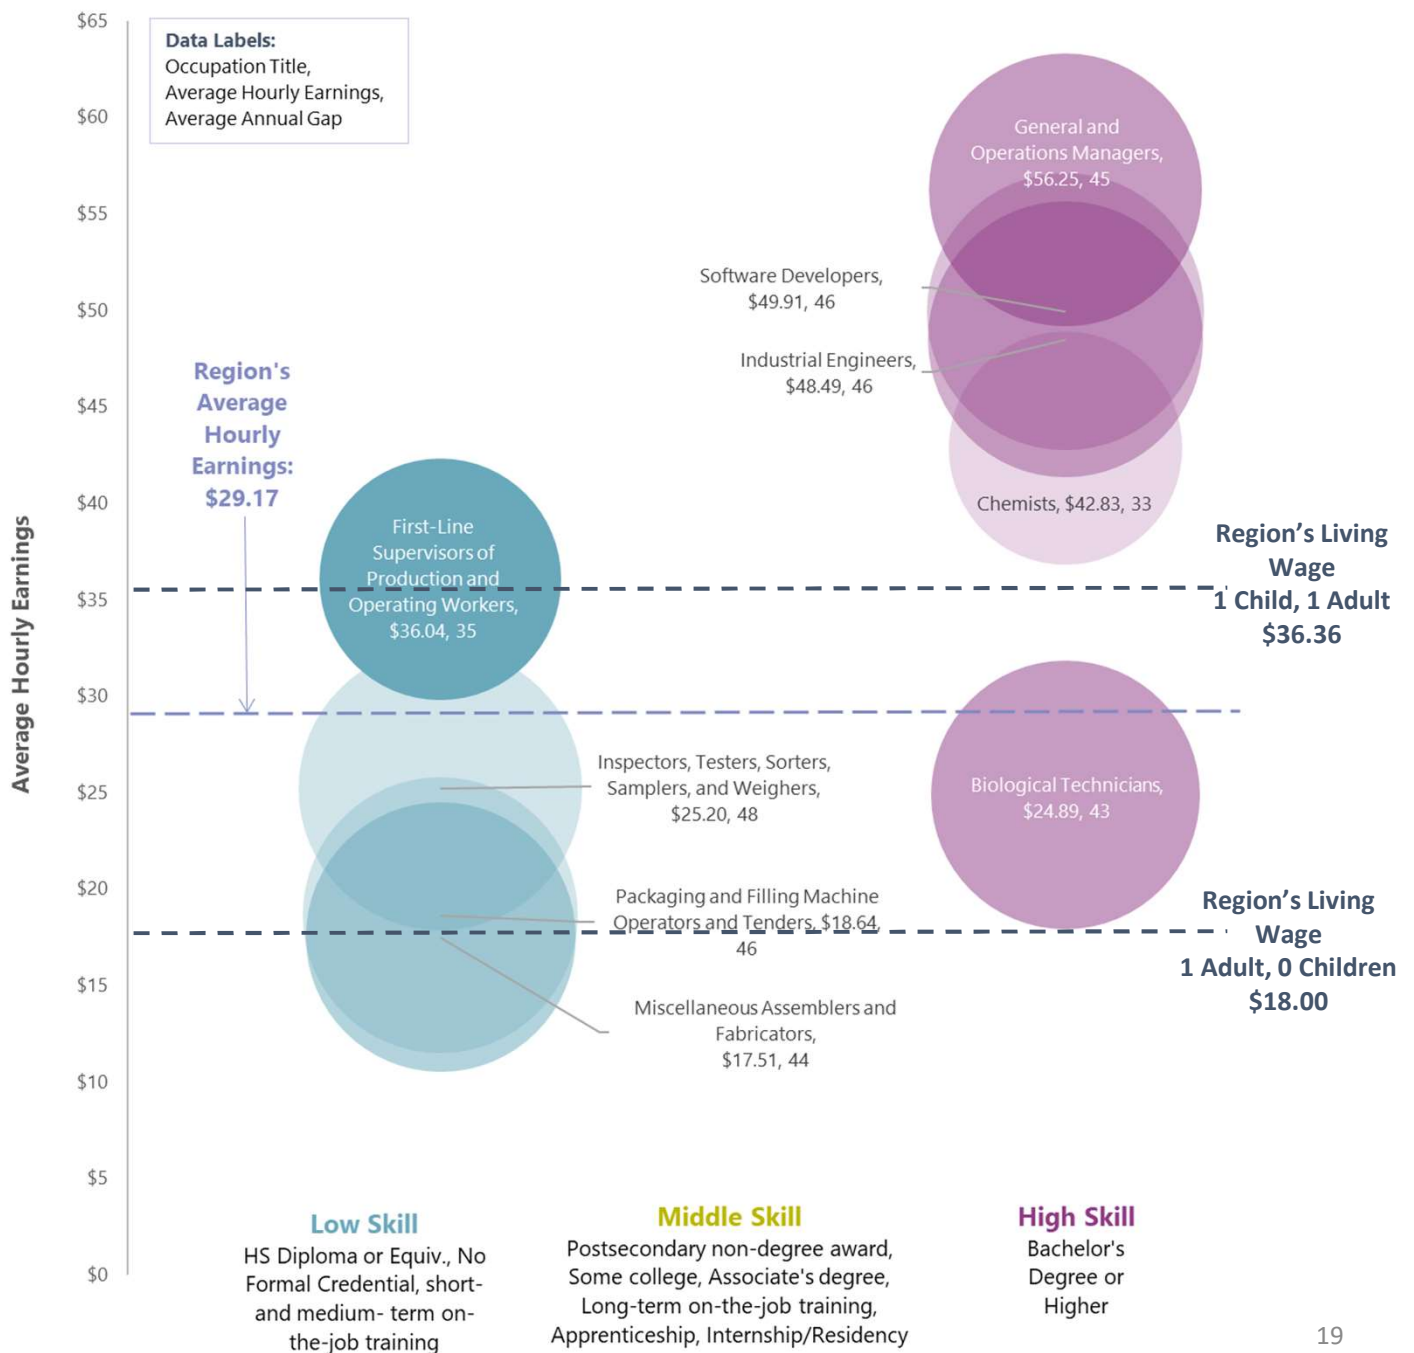 $65
$60
$55
$50
$45
$40
$35
$30
$25
$20
$15
$10
$5
$0
Average Hourly Earnings
Data Labels:
Occupation Title,
Average Hourly Earnings,
Average Annual Gap
General and
Operations Managers,
$56.25, 45
Software Developers,
$49.91, 46
Industrial Engineers,
$48.49, 46
Chemists, $42.83, 33
Region's
Average
Hourly
Earnings:
$29.17
First-Line
Supervisors of
Production and
Operating Workers,
$36.04, 35
Region’s Living
Wage
1 Child, 1 Adult
$36.36
Inspectors, Testers, Sorters,
Samplers, and Weighers,
$25.20, 48
Biological Technicians,
$24.89, 43
Packaging and Filling Machine
Operators and Tenders, $18.64,
46
Region’s Living
Wage
1 Adult, 0 Children
$18.00
Miscellaneous Assemblers and
Fabricators,
$17.51, 44
Low Skill
HS Diploma or Equiv., No
Formal Credential, short-
and medium- term on-
the-job training
Middle Skill
Postsecondary non-degree award,
Some college, Associate's degree,
Long-term on-the-job training,
Apprenticeship, Internship/Residency
High Skill
Bachelor's
Degree or
Higher
19